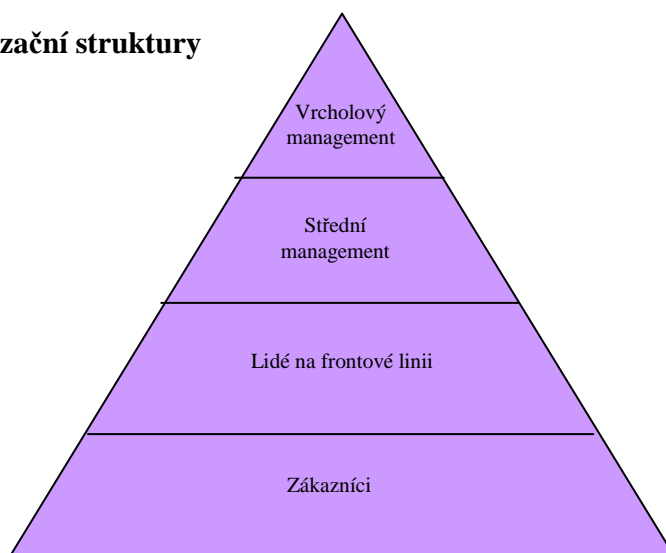 zační struktury
Vrcholový
management
Střední
management
Lidé na frontové linii
Zákazníci